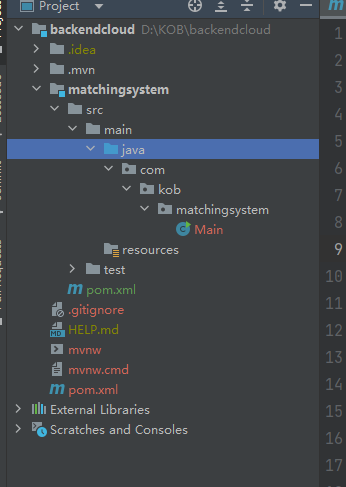 Project
backendcloud D:\KOB\backendcloud
.idea
.mvn
matchingsystem
src
main
java
com
kob
matchingsystem
Main
resources
test
pom.xml
.gitignore
HELP.md
mvnw
mvnw.cmd
pom.xml
External Libraries
Scratches and Consoles
1
2
3
4
5
6
7
8
9
10
11
12
13
14
15
16
17